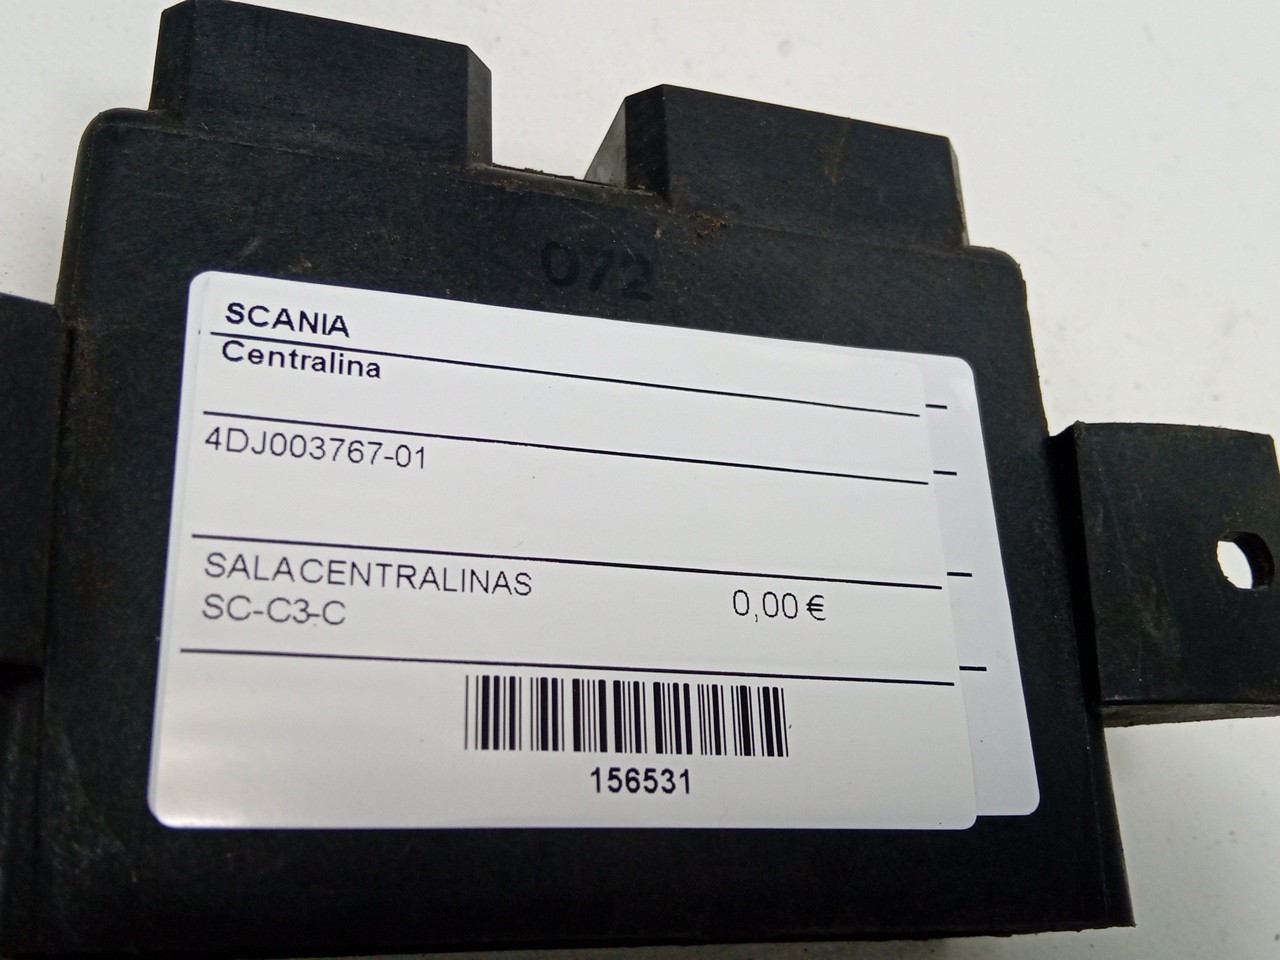 072
SCANIA
Centralina
4DJ003767-01
SALACENTRALINAS
SC-C3-C
0,00 €
156531